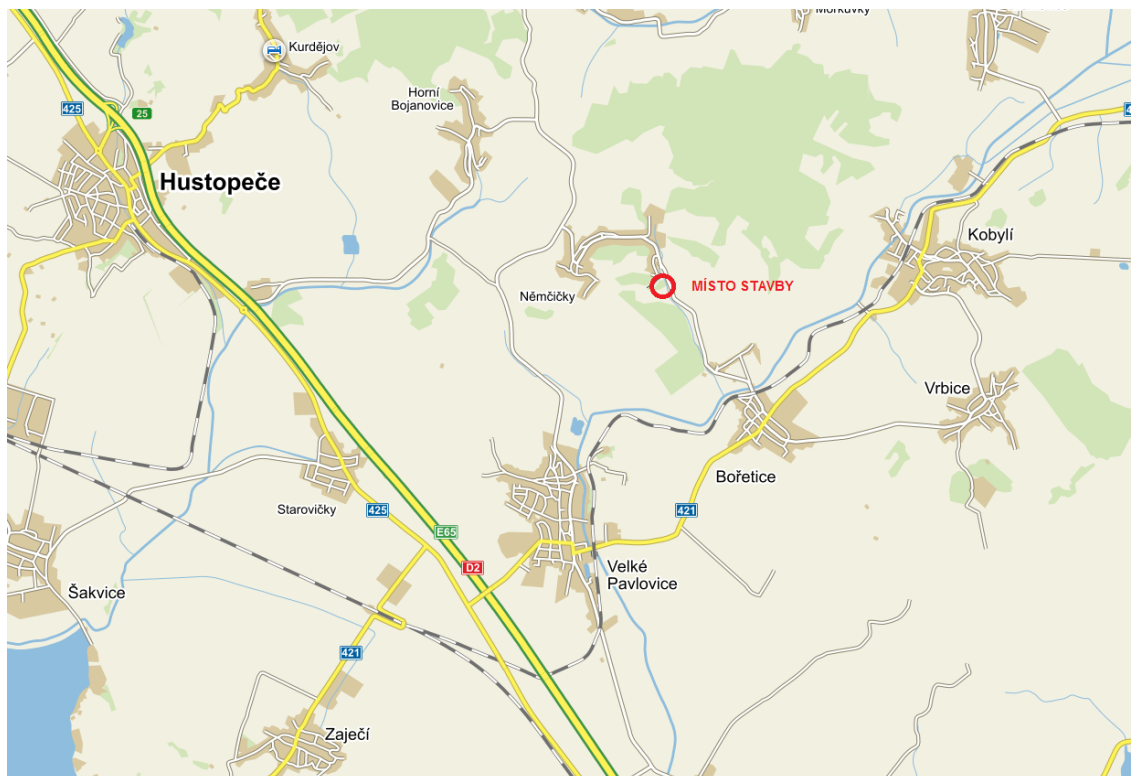 Morkůvky
Kurdějov
Horní
Bojanovice
425
25
Hustopeče
Kobylí
Němčičky
MÍSTO STAVBY
Vrbice
Bořetice
Starovičky
425
421
E65
D2
Velké
Pavlovice
Šakvice
421
Zaječí